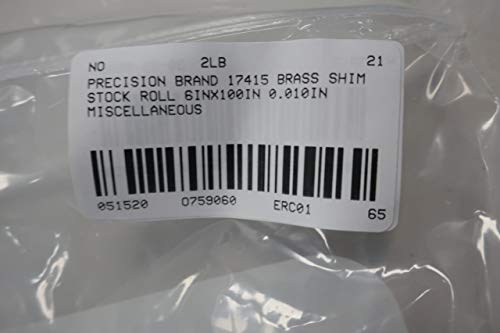 NO 2LB 21
PRECISION BRAND 17415 BRASS SHIM
STOCK ROLL 6INX100IN 0.010IN
MISCELLANEOUS
051520 0759060 ERC01 65